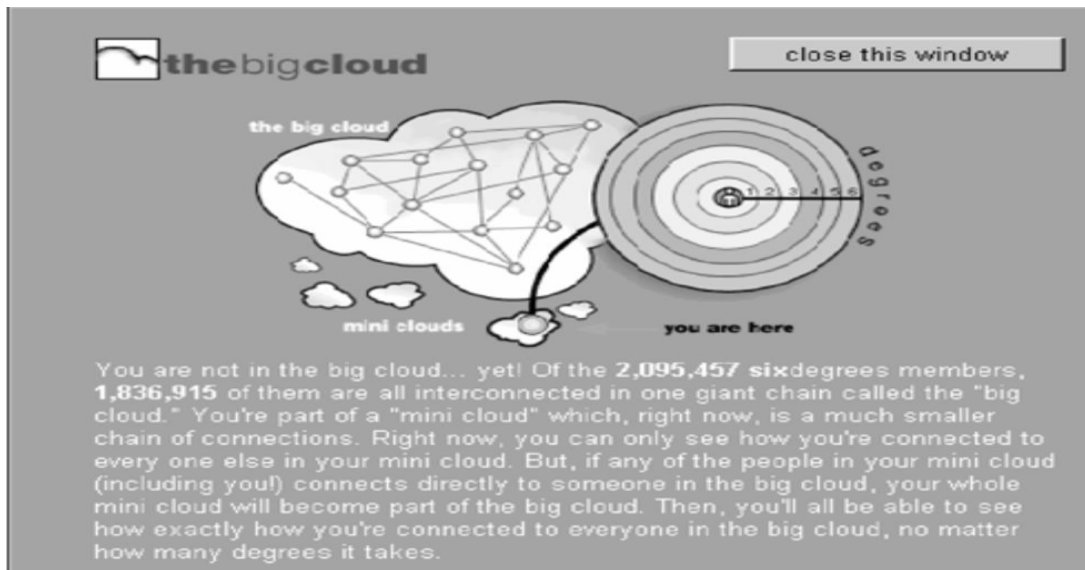 thebigcloud
close this window
the big cloud
degrees
1 2 3 4 5 6
mini clouds
you are here
You are not in the big cloud... yet! Of the 2,095,457 sixdegrees members,
1,836,915 of them are all interconnected in one giant chain called the "big
cloud." You're part of a "mini cloud" which, right now, is a much smaller
chain of connections. Right now, you can only see how you're connected to
every one else in your mini cloud. But, if any of the people in your mini cloud
(including you!) connects directly to someone in the big cloud, your whole
mini cloud will become part of the big cloud. Then, you'll all be able to see
how exactly how you're connected to everyone in the big cloud, no matter
how many degrees it takes.